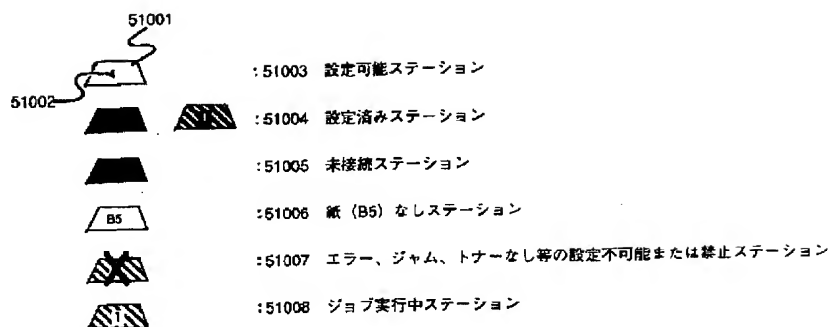 51001
51002
:51003 設定可能ステーション
:51004 設定済みステーション
:51005 未接続ステーション
B5
:51006 紙 (B5) なしステーション
:51007 エラー、ジャム、トナーなし等の設定不可能または禁止ステーション
:51008 ジョブ実行中ステーション